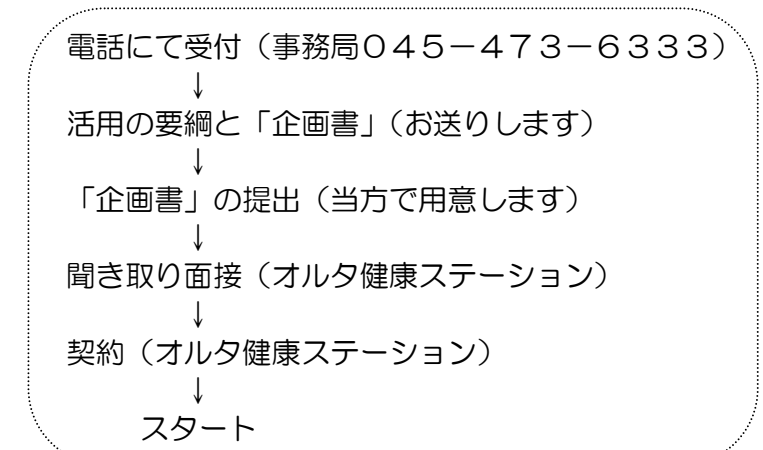 電話にて受付(事務局045-473-6333)
↓
活用の要綱と「企画書」(お送りします)
↓
「企画書」の提出(当方で用意します)
↓
聞き取り面接(オルタ健康ステーション)
↓
契約(オルタ健康ステーション)
↓
スタート